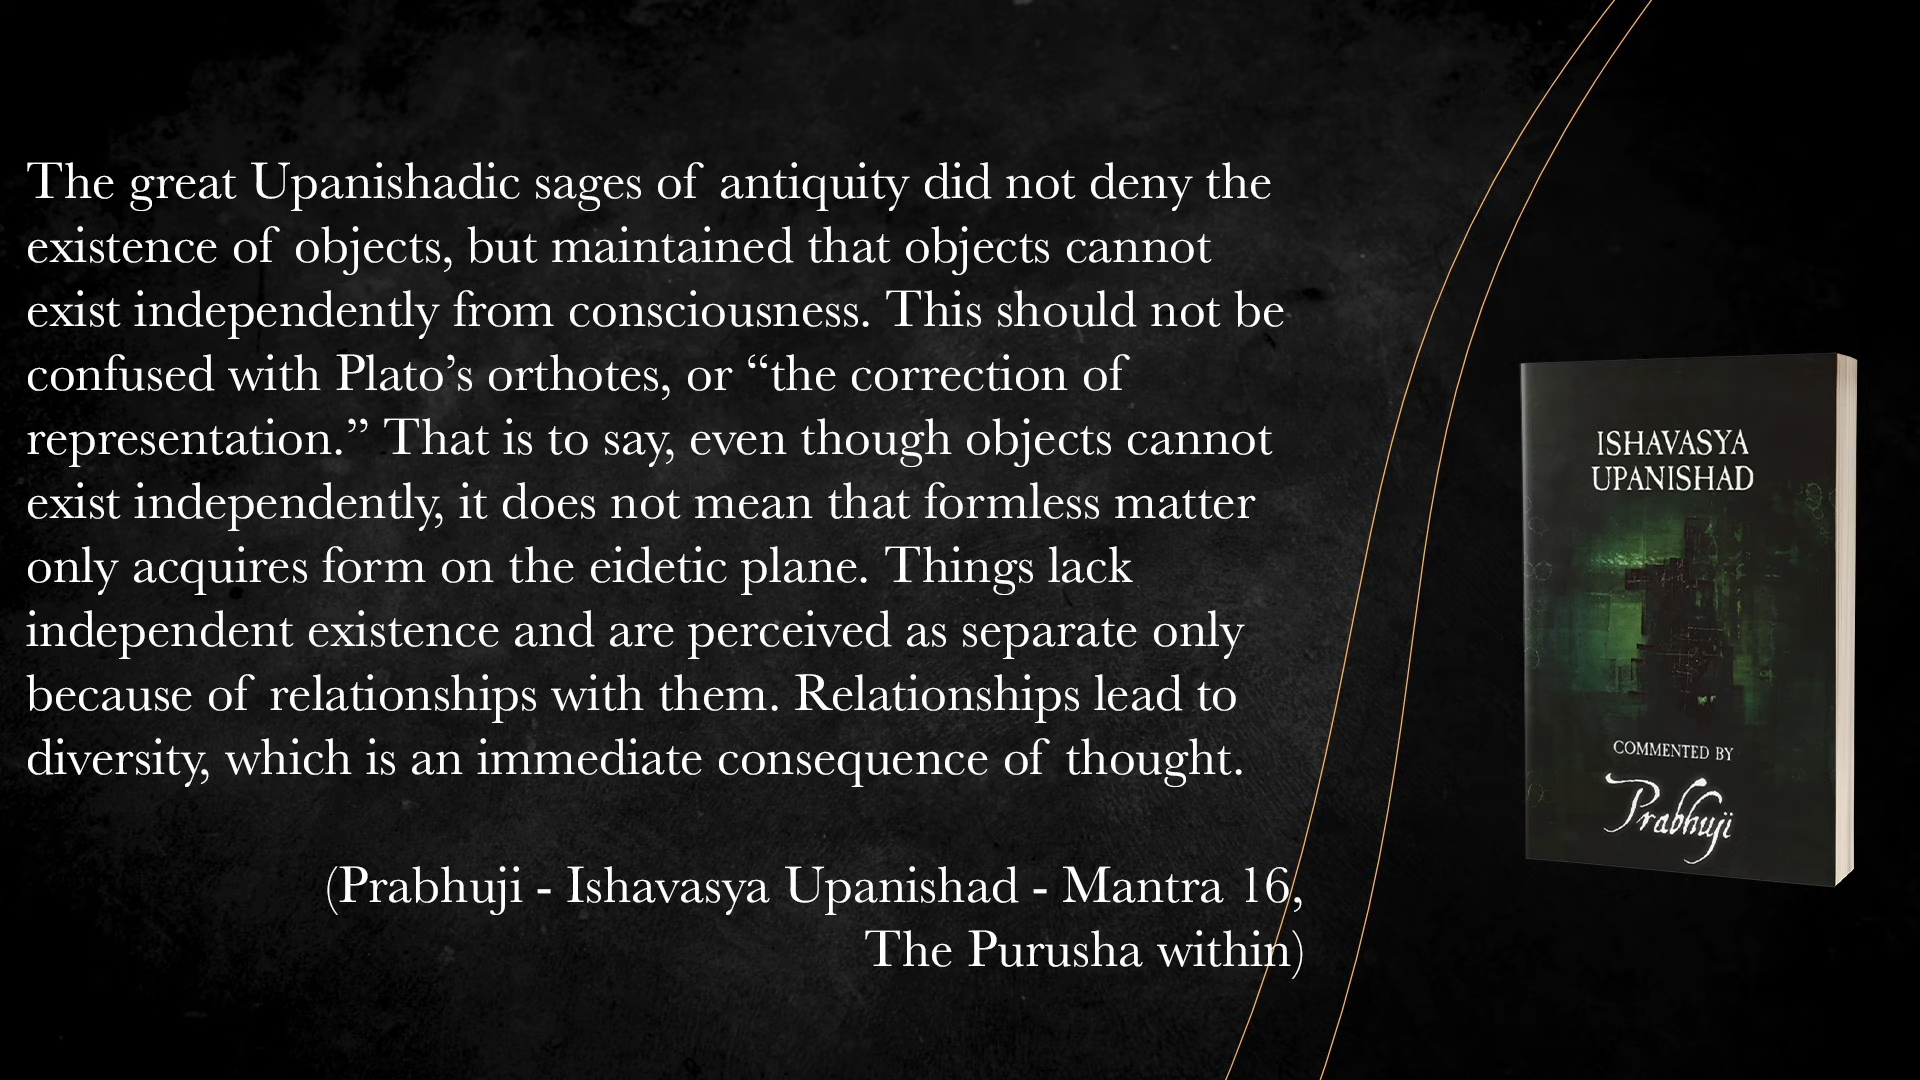 The great Upanishadic sages of antiquity did not deny the
existence of objects, but maintained that objects cannot
exist independently from consciousness. This should not be
confused with Plato’s orthotes, or “the correction of
representation.” That is to say, even though objects cannot
exist independently, it does not mean that formless matter
only acquires form on the eidetic plane. Things lack
independent existence and are perceived as separate only
because of relationships with them. Relationships lead to
diversity, which is an immediate consequence of thought.
(Prabhuji - Ishavasya Upanishad - Mantra 16,
The Purusha within)
ISHAVASYA
UPANISHAD
COMMENTED BY
Prabhuji